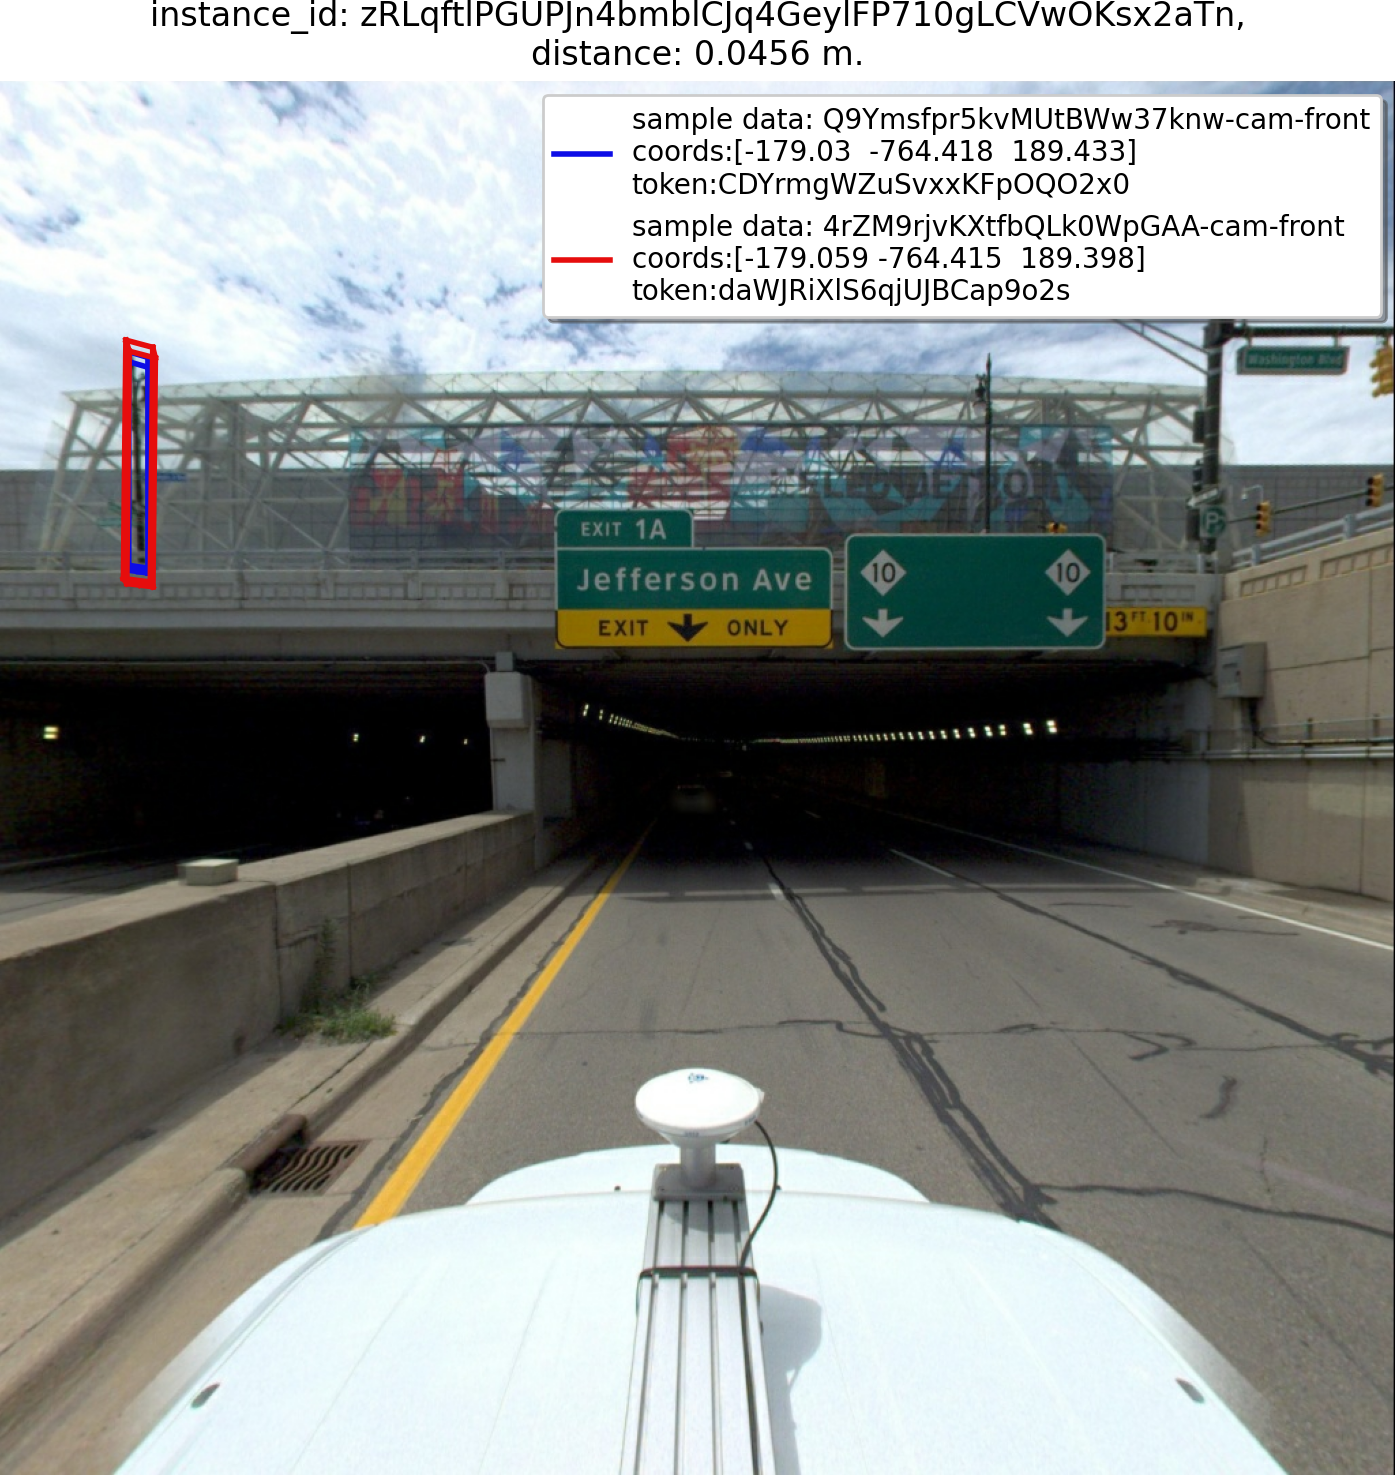 instance_id: zRLqftlPGUPJn4bmblCJq4GeylFP710gLCVwOKsx2aTn,
distance: 0.0456 m.
sample data: Q9Ymsfpr5kvMUtBWw37knw-cam-front
coords:[-179.03  -764.418  189.433]
token:CDYrmgWZuSvxxKFpOQO2x0
sample data: 4rZM9rjvKXtfbQLk0WpGAA-cam-front
coords:[-179.059 -764.415  189.398]
token:daWJRiXlS6qjUJBCap9o2s
Washington Blvd
P
EXIT 1A
Jefferson Ave
EXIT ONLY
10 10
13 FT 10 IN